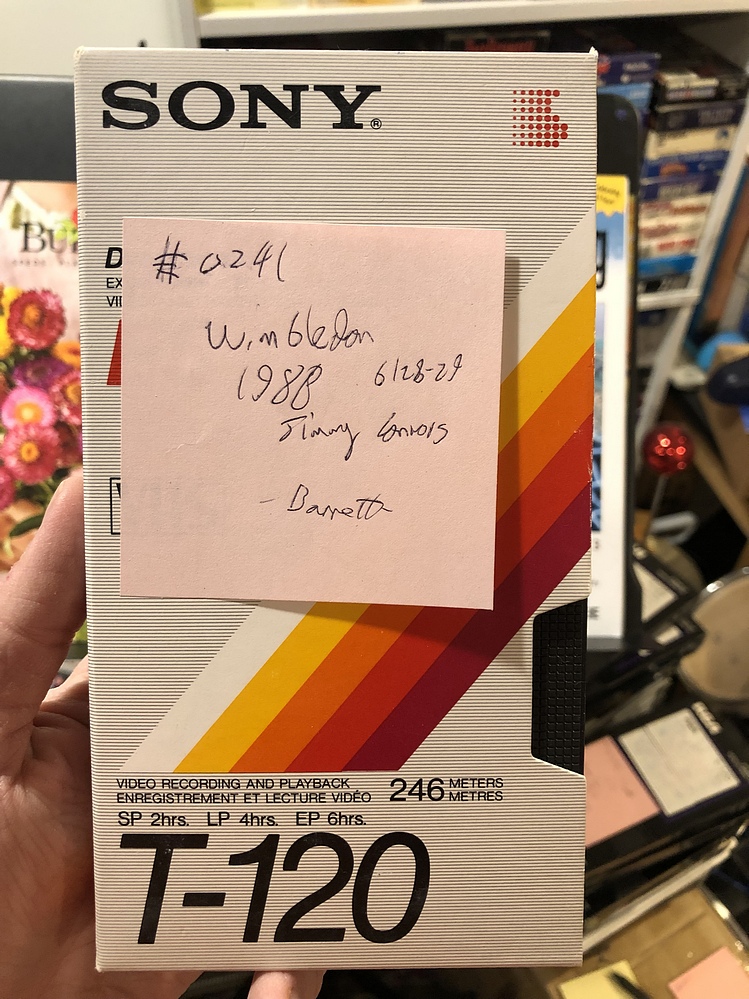 SONY®
# 0241
Wimbledon
1988 6/28-29
Jimmy Connors
- Barrett
VIDEO RECORDING AND PLAYBACK
ENREGISTREMENT ET LECTURE VIDÉO
246 METERS
METRES
SP 2hrs. LP 4hrs. EP 6hrs.
T-120